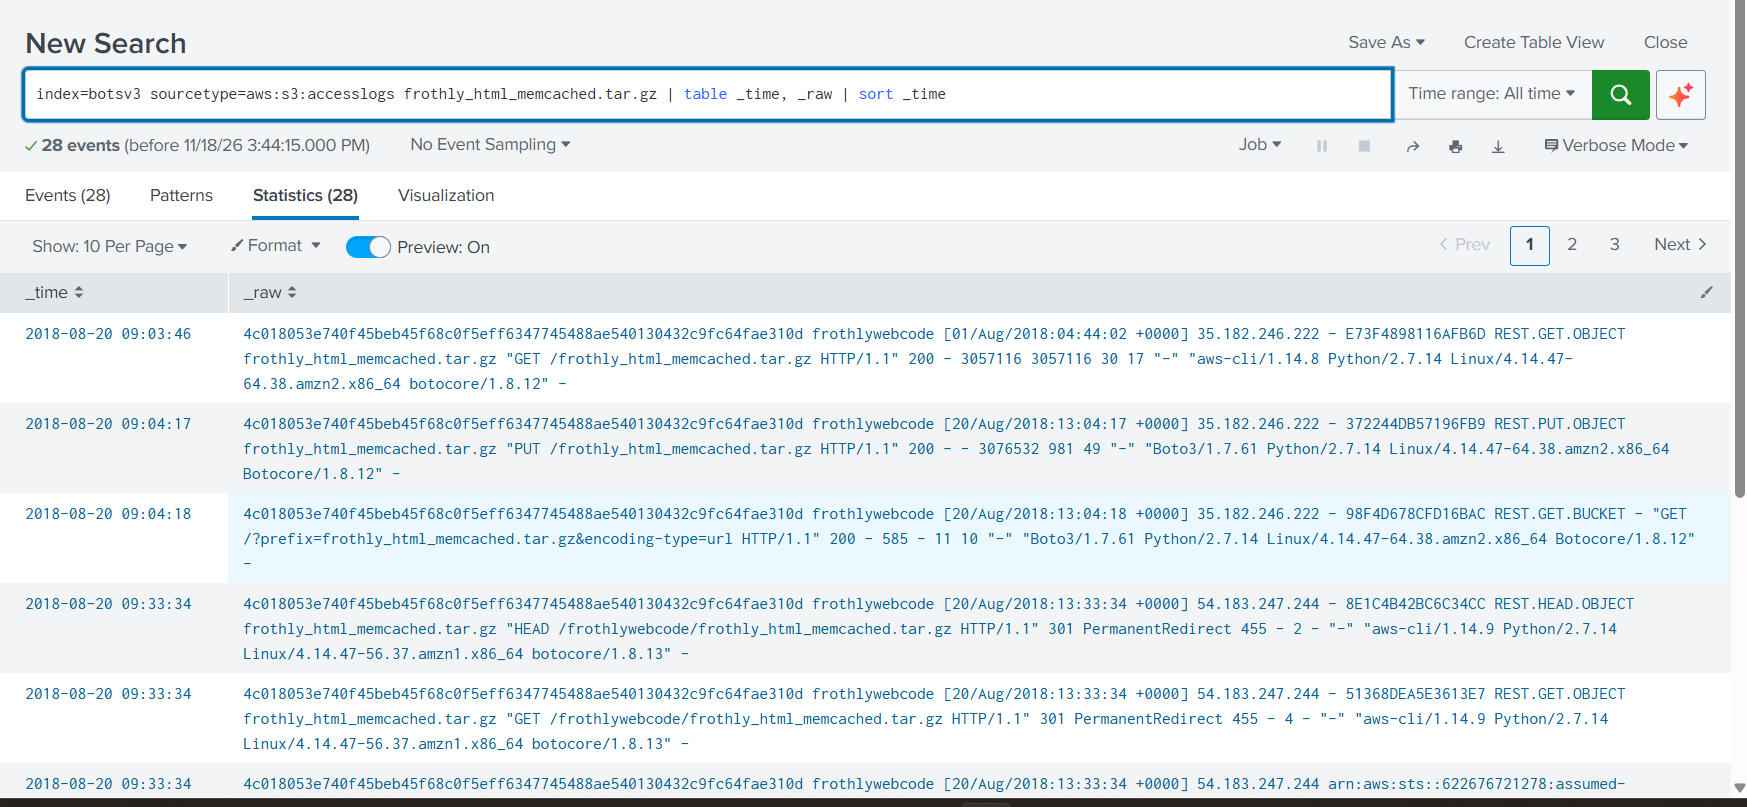 New Search
Save As
Create Table View
Close
index=botsv3 sourcetype=aws:s3:accesslogs frothly_html_memcached.tar.gz | table _time, _raw | sort _time
Time range: All time
28 events (before 11/18/26 3:44:15.000 PM)
No Event Sampling
Job
Verbose Mode
Events (28)
Patterns
Statistics (28)
Visualization
Show: 10 Per Page
Format
Preview: On
Prev
1
2
3
Next
_time
_raw
2018-08-20 09:03:46
4c018053e740f45beb45f68c0f5eff6347745488ae540130432c9fc64fae310d frothlywebcode [01/Aug/2018:04:44:02 +0000] 35.182.246.222 - E73F4898116AFB6D REST.GET.OBJECT
frothly_html_memcached.tar.gz "GET /frothly_html_memcached.tar.gz HTTP/1.1" 200 - 3057116 3057116 30 17 "-" "aws-cli/1.14.8 Python/2.7.14 Linux/4.14.47-
64.38.amzn2.x86_64 botocore/1.8.12" -
2018-08-20 09:04:17
4c018053e740f45beb45f68c0f5eff6347745488ae540130432c9fc64fae310d frothlywebcode [20/Aug/2018:13:04:17 +0000] 35.182.246.222 - 372244DB57196FB9 REST.PUT.OBJECT
frothly_html_memcached.tar.gz "PUT /frothly_html_memcached.tar.gz HTTP/1.1" 200 - - 3076532 981 49 "-" "Boto3/1.7.61 Python/2.7.14 Linux/4.14.47-64.38.amzn2.x86_64
Botocore/1.8.12" -
2018-08-20 09:04:18
4c018053e740f45beb45f68c0f5eff6347745488ae540130432c9fc64fae310d frothlywebcode [20/Aug/2018:13:04:18 +0000] 35.182.246.222 - 98F4D678CFD16BAC REST.GET.BUCKET - "GET
/?prefix=frothly_html_memcached.tar.gz&encoding-type=url HTTP/1.1" 200 - 585 - 11 10 "-" "Boto3/1.7.61 Python/2.7.14 Linux/4.14.47-64.38.amzn2.x86_64 Botocore/1.8.12"
-
2018-08-20 09:33:34
4c018053e740f45beb45f68c0f5eff6347745488ae540130432c9fc64fae310d frothlywebcode [20/Aug/2018:13:33:34 +0000] 54.183.247.244 - 8E1C4B42BC6C34CC REST.HEAD.OBJECT
frothly_html_memcached.tar.gz "HEAD /frothlywebcode/frothly_html_memcached.tar.gz HTTP/1.1" 301 PermanentRedirect 455 - 2 - "-" "aws-cli/1.14.9 Python/2.7.14
Linux/4.14.47-56.37.amzn1.x86_64 botocore/1.8.13" -
2018-08-20 09:33:34
4c018053e740f45beb45f68c0f5eff6347745488ae540130432c9fc64fae310d frothlywebcode [20/Aug/2018:13:33:34 +0000] 54.183.247.244 - 51368DEA5E3613E7 REST.GET.OBJECT
frothly_html_memcached.tar.gz "GET /frothlywebcode/frothly_html_memcached.tar.gz HTTP/1.1" 301 PermanentRedirect 455 - 4 - "-" "aws-cli/1.14.9 Python/2.7.14
Linux/4.14.47-56.37.amzn1.x86_64 botocore/1.8.13" -
2018-08-20 09:33:34
4c018053e740f45beb45f68c0f5eff6347745488ae540130432c9fc64fae310d frothlywebcode [20/Aug/2018:13:33:34 +0000] 54.183.247.244 arn:aws:sts::622676721278:assumed-